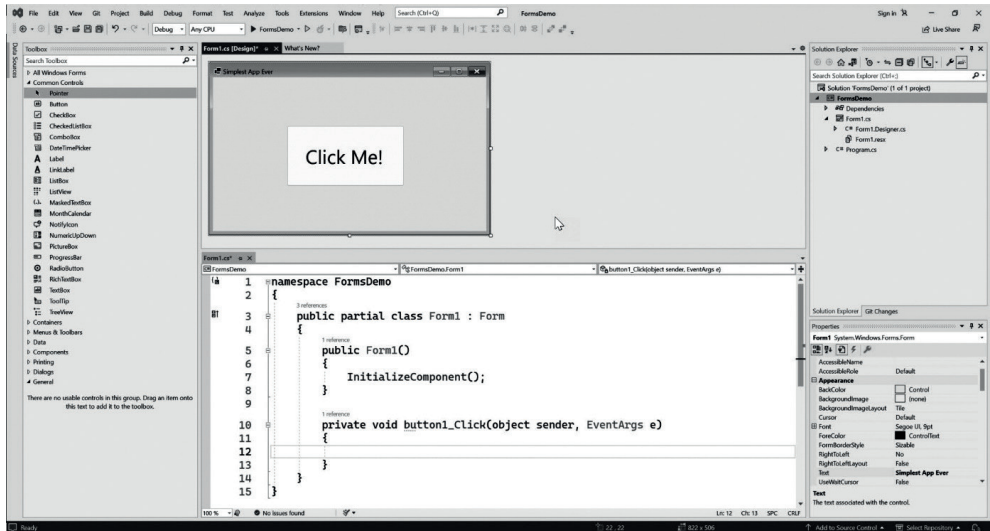 File Edit View Git Project Build Debug Format Test Analyze Tools Extensions Window Help Search (Ctrl+Q) FormsDemo Sign in
Debug Any CPU FormsDemo Live Share
Data Sources
Toolbox
Search Toolbox
All Windows Forms
Common Controls
Pointer
Button
CheckBox
CheckedListBox
ComboBox
DateTimePicker
Label
LinkLabel
ListBox
ListView
MaskedTextBox
MonthCalendar
NotifyIcon
NumericUpDown
PictureBox
ProgressBar
RadioButton
RichTextBox
TextBox
ToolTip
TreeView
Containers
Menus & Toolbars
Data
Components
Printing
Dialogs
General
There are no usable controls in this group. Drag an item onto
this text to add it to the toolbox.
Form1.cs [Design]* What's New?
Simplest App Ever
Click Me!
Form1.cs*
FormsDemo FormsDemo.Form1 button1_Click(object sender, EventArgs e)
1 namespace FormsDemo
2 {
3 references
3 public partial class Form1 : Form
4 {
1 reference
5 public Form1()
6 {
7 InitializeComponent();
8 }
9
1 reference
10 private void button1_Click(object sender, EventArgs e)
11 {
12
13 }
14 }
15 }
100 % No issues found Ln: 12 Ch: 13 SPC CRLF
Solution Explorer
Search Solution Explorer (Ctrl+;)
Solution 'FormsDemo' (1 of 1 project)
FormsDemo
Dependencies
Form1.cs
C# Form1.Designer.cs
Form1.resx
C# Program.cs
Solution Explorer Git Changes
Properties
Form1 System.Windows.Forms.Form
AccessibleName
AccessibleRole Default
Appearance
BackColor Control
BackgroundImage (none)
BackgroundImageLayout Tile
Cursor Default
Font Segoe UI, 9pt
ForeColor ControlText
FormBorderStyle Sizable
RightToLeft No
RightToLeftLayout False
Text Simplest App Ever
UseWaitCursor False
Text
The text associated with the control.
Ready 22 , 22 822 x 506 Add to Source Control Select Repository